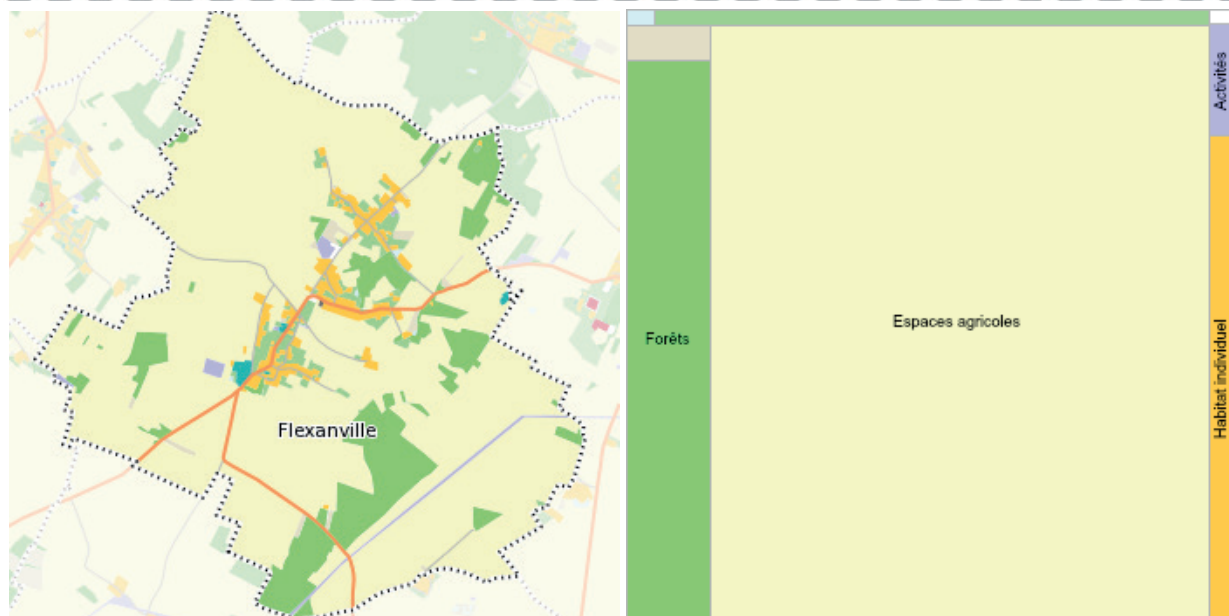 Flexanville
Forêts
Espaces agricoles
Activités
Habitat individuel